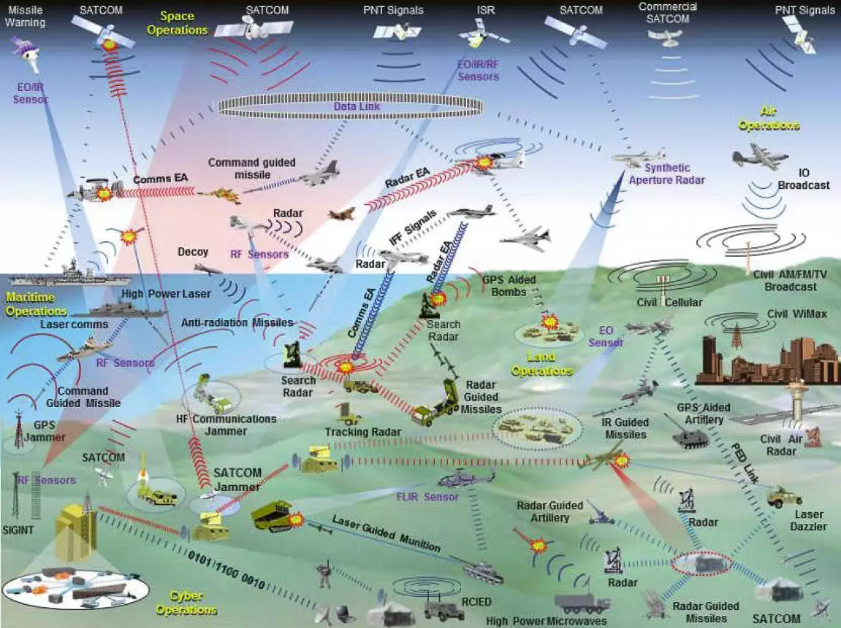 Missile
Warning
SATCOM
Space
Operations
SATCOM
PNT Signals
ISR
SATCOM
Commercial
SATCOM
PNT Signals
EO/IR
Sensor
EO/IR/RF
Sensors
Data Link
Air
Operations
Comms EA
Command guided
missile
Radar EA
Synthetic
Aperture Radar
IO
Broadcast
Radar
RF Sensors
Decoy
IFF Signals
Radar
Radar EA
Maritime
Operations
High Power Laser
Laser comms
Anti-radiation Missiles
Comms EA
GPS Aided
Bombs
Civil Cellular
Civil AM/FM/TV
Broadcast
Civil WiMax
Search
Radar
EO
Sensor
Land
Operations
RF Sensors
Command
Guided Missile
Search
Radar
Radar
Guided
Missiles
GPS
Jammer
HF Communications
Jammer
Tracking Radar
IR Guided
Missiles
GPS Aided
Artillery
Civil Air
Radar
SATCOM
SATCOM
Jammer
PED Link
RF Sensors
FLIR Sensor
SIGINT
Laser Guided Munition
Radar Guided
Artillery
Radar
Laser
Dazzler
0101 1100 0010
Radar
Cyber
Operations
PNT Signals
RCIED
High Power Microwaves
Radar Guided
Missiles
SATCOM